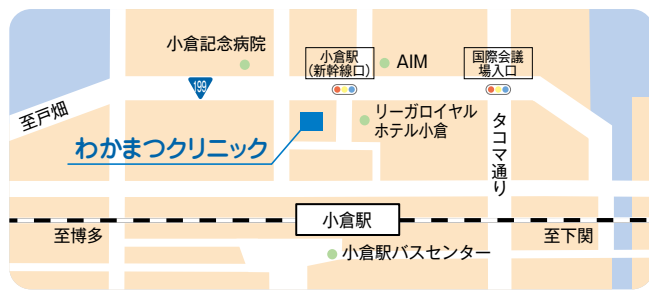 小倉記念病院
小倉駅
(新幹線口)
AIM
国際会議
場入口
199
至戸畑
リーガロイヤル
ホテル小倉
タコマ通り
わかまつクリニック
小倉駅
至博多
至下関
小倉駅バスセンター